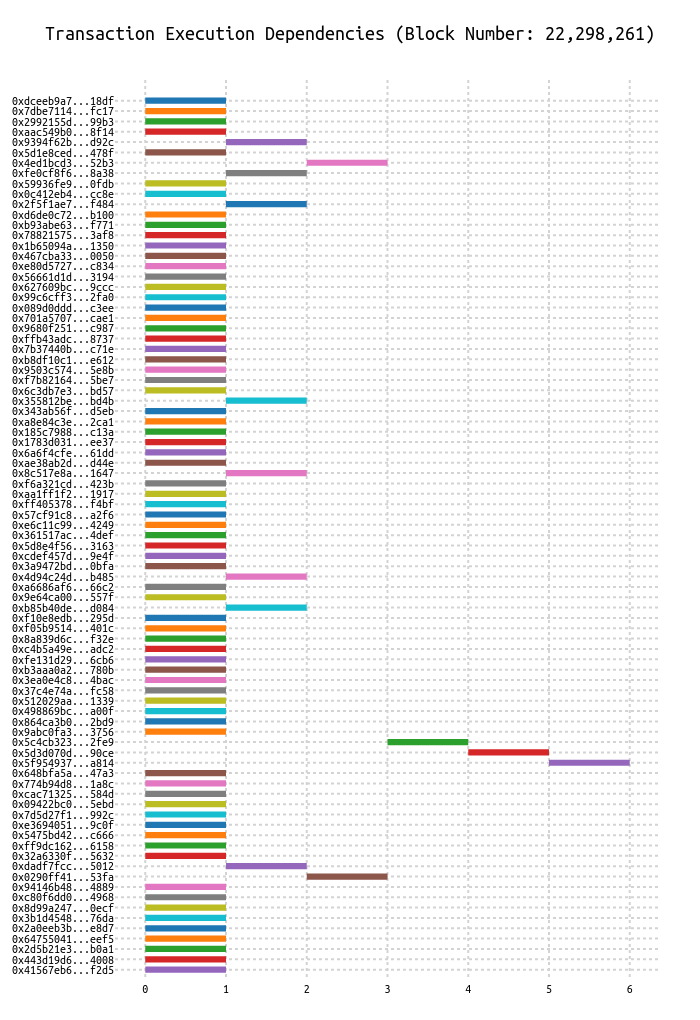 Transaction Execution Dependencies (Block Number: 22,298,261)
0xdceeb9a7...18df
0x7dbe7114...fc17
0x2992155d...99b3
0xaac549b0...8f14
0x9394f62b...d92c
0x5d1e8ced...478f
0x4ed1bcd3...52b3
0xfe0cf8f6...8a38
0x59936fe9...0fdb
0x0c412eb4...cc8e
0x2f5f1ae7...f484
0xd6de0c72...b100
0xb93abe63...f771
0x78821575...3af8
0x1b65094a...1350
0x467cba33...0050
0xe80d5727...c834
0x56661d1d...3194
0x627609bc...9ccc
0x99c6cff3...2fa0
0x089d0ddd...c3ee
0x701a5707...cae1
0x9680f251...c987
0xffb43adc...8737
0x7b37440b...c71e
0xb8df10c1...e612
0x9503c574...5e8b
0xf7b82164...5be7
0x6c3db7e3...bd57
0x355812be...bd4b
0x343ab56f...d5eb
0xa8e84c3e...2ca1
0x185c7988...c13a
0x1783d031...ee37
0x6a6f4cfe...61dd
0xae38ab2d...d44e
0x8c517e8a...1647
0xf6a321cd...423b
0xaa1ff1f2...1917
0xff405378...f4bf
0x57cf91c8...a2f6
0xe6c11c99...4249
0x361517ac...4def
0x5d8e4f56...3163
0xcdef457d...9e4f
0x3a9472bd...0bfa
0x4d94c24d...b485
0xa6686af6...66c2
0x9e64ca00...557f
0xb85b40de...d084
0xf10e8edb...295d
0xf05b9514...401c
0x8a839d6c...f32e
0xc4b5a49e...adc2
0xfe131d29...6cb6
0xb3aaa0a2...780b
0x3ea0e4c8...4bac
0x37c4e74a...fc58
0x512029aa...1339
0x498869bc...a00f
0x864ca3b0...2bd9
0x9abc0fa3...3756
0x5c4cb323...2fe9
0x5d3d070d...90ce
0x5f954937...a814
0x648bfa5a...47a3
0x774b94d8...1a8c
0xcac71325...584d
0x09422bc0...5ebd
0x7d5d27f1...992c
0xe3694051...9c0f
0x5475bd42...c666
0xff9dc162...6158
0x32a6330f...5632
0xdadf7fcc...5012
0x0290ff41...53fa
0x94146b48...4889
0xc80f6dd0...4968
0x8d99a247...0ecf
0x3b1d4548...76da
0x2a0eeb3b...e8d7
0x64755041...eef5
0x2d5b21e3...b0a1
0x443d19d6...4008
0x41567eb6...f2d5
0 1 2 3 4 5 6